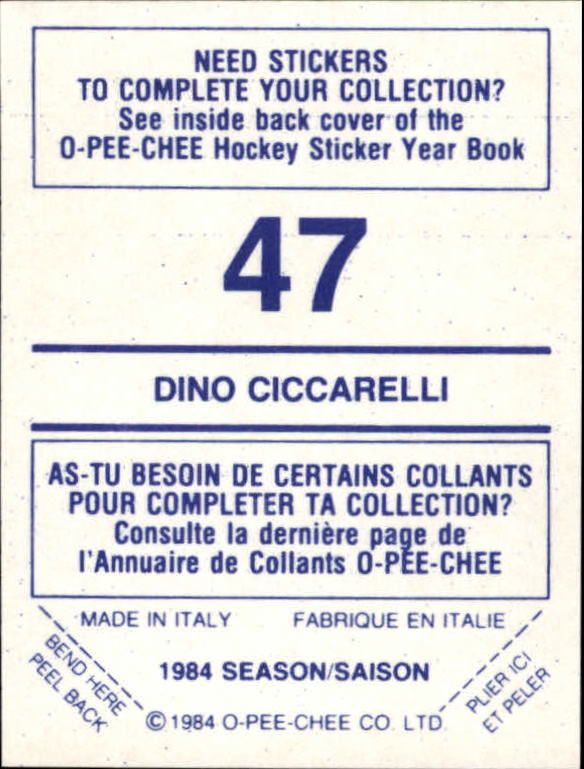 NEED STICKERS
TO COMPLETE YOUR COLLECTION?
See inside back cover of the
O-PEE-CHEE Hockey Sticker Year Book
47
DINO CICCARELLI
AS-TU BESOIN DE CERTAINS COLLANTS
POUR COMPLETER TA COLLECTION?
Consulte la dernière page de
l'Annuaire de Collants O-PEE-CHEE
MADE IN ITALY FABRIQUE EN ITALIE
BEND HERE
PEEL BACK
1984 SEASON/SAISON
PLIER ICI
ET PELER
© 1984 O-PEE-CHEE CO. LTD.